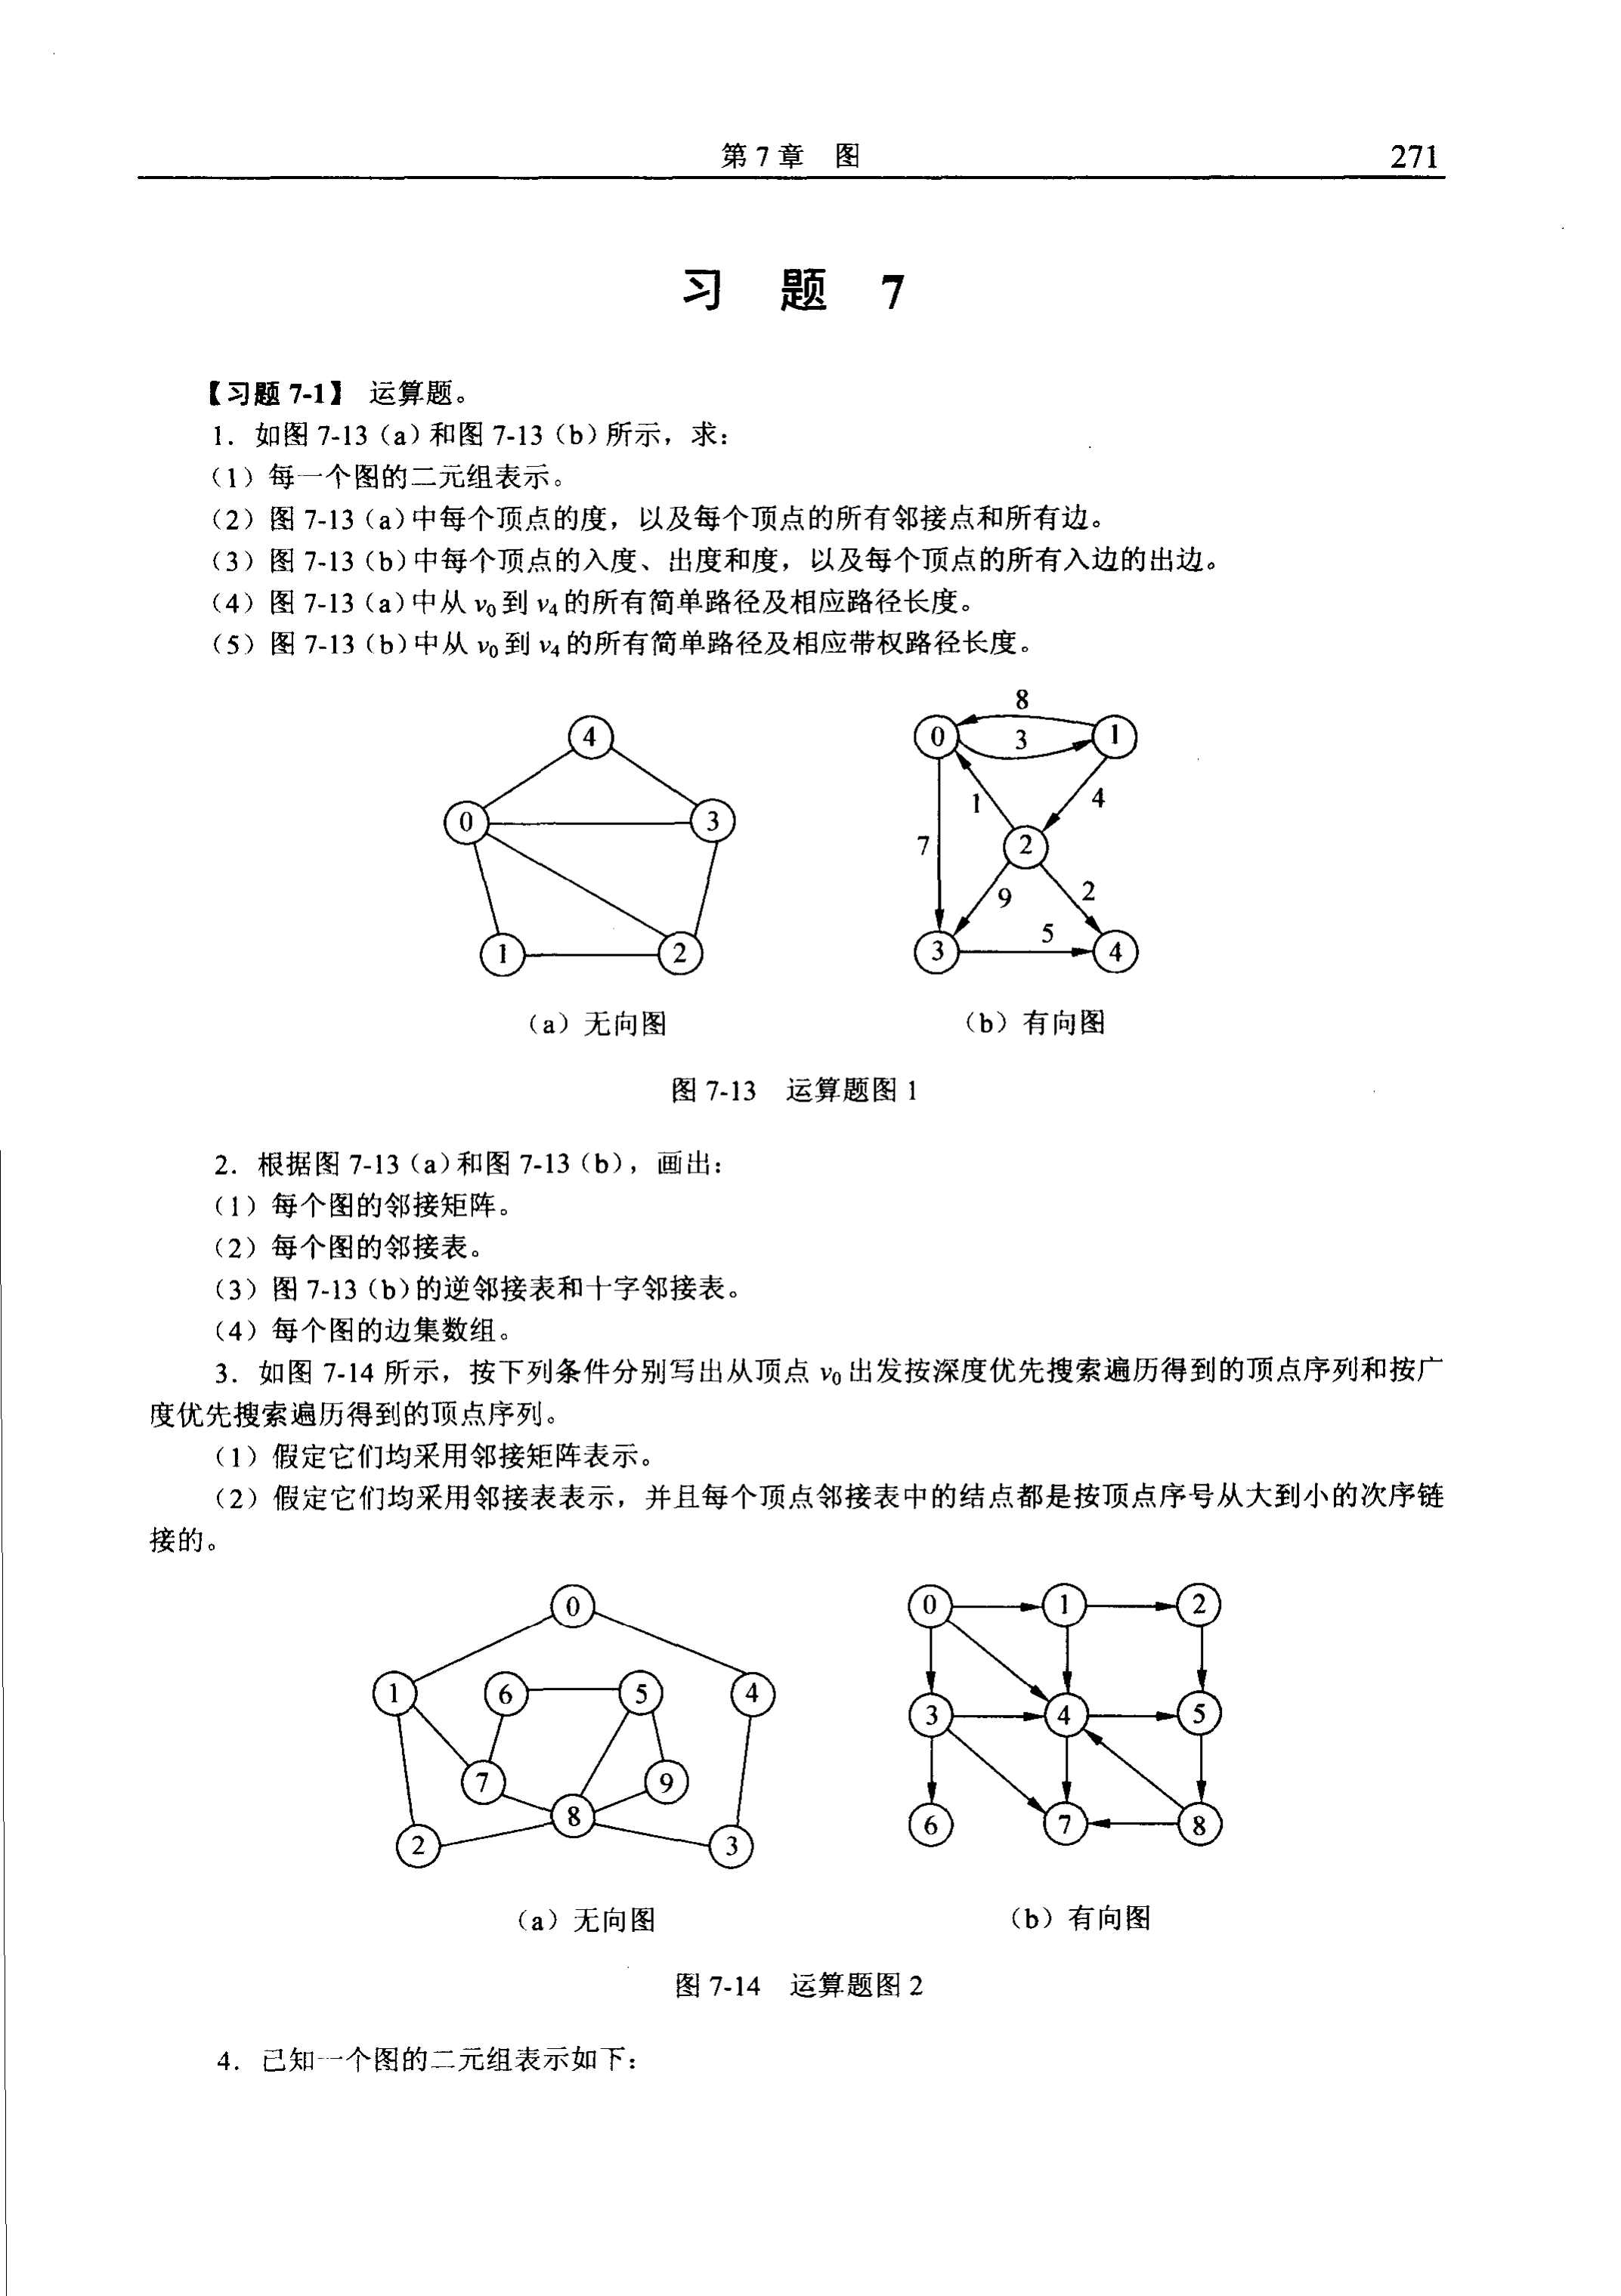 第7章 图 271
习 题 7
【习题 7-1】 运算题。
1. 如图 7-13(a)和图 7-13(b)所示，求：
（1）每一个图的二元组表示。
（2）图 7-13(a)中每个顶点的度，以及每个顶点的所有邻接点和所有边。
（3）图 7-13(b)中每个顶点的入度、出度和度，以及每个顶点的所有入边的出边。
（4）图 7-13(a)中从 v₀到 v₄的所有简单路径及相应路径长度。
（5）图 7-13(b)中从 v₀到 v₄的所有简单路径及相应带权路径长度。
4
0 3
1 2
（a）无向图
8
0 3 1
1 4
7 2
9 2
3 5 4
（b）有向图
图 7-13 运算题图 1
2. 根据图 7-13(a)和图 7-13(b)，画出：
（1）每个图的邻接矩阵。
（2）每个图的邻接表。
（3）图 7-13(b)的逆邻接表和十字邻接表。
（4）每个图的边集数组。
3. 如图 7-14 所示，按下列条件分别写出从顶点 v₀出发按深度优先搜索遍历得到的顶点序列和按广
度优先搜索遍历得到的顶点序列。
（1）假定它们均采用邻接矩阵表示。
（2）假定它们均采用邻接表表示，并且每个顶点邻接表中的结点都是按顶点序号从大到小的次序链
接的。
0
1 6 5 4
7 9
8
2 3
（a）无向图
0 1 2
3 4 5
6 7 8
（b）有向图
图 7-14 运算题图 2
4. 已知一个图的二元组表示如下：